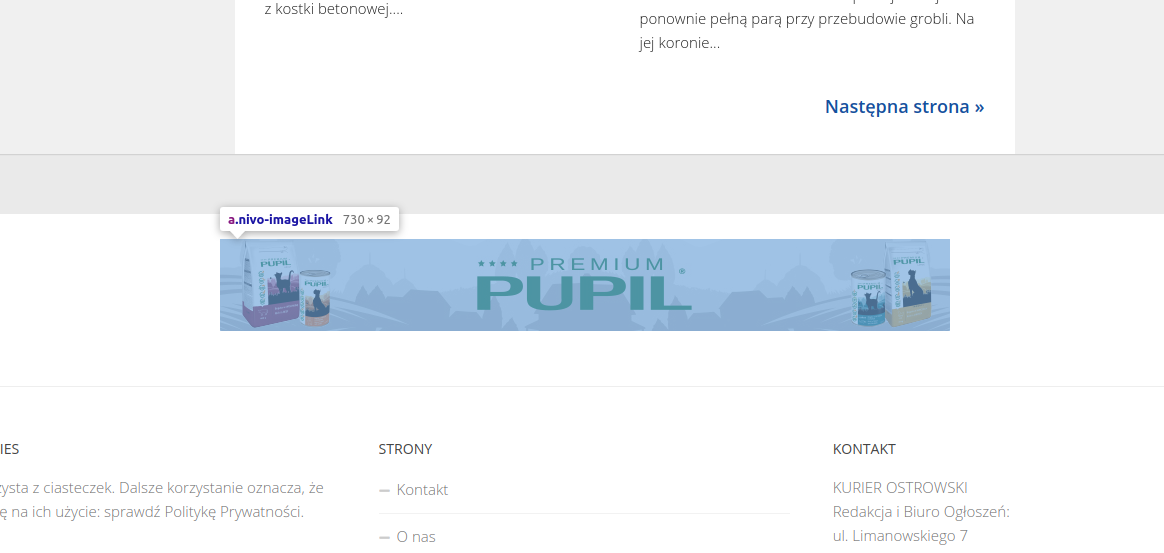 z kostki betonowej....
ponownie pełną parą przy przebudowie grobli. Na
jej koronie...
Następna strona »
a.nivo-imageLink 730 × 92
PREMIUM
PUPIL
®
PUPIL
PUPIL
PUPIL
PUPIL
IES
zysta z ciasteczek. Dalsze korzystanie oznacza, że
ę na ich użycie: sprawdź Politykę Prywatności.
STRONY
Kontakt
O nas
KONTAKT
KURIER OSTROWSKI
Redakcja i Biuro Ogłoszeń:
ul. Limanowskiego 7